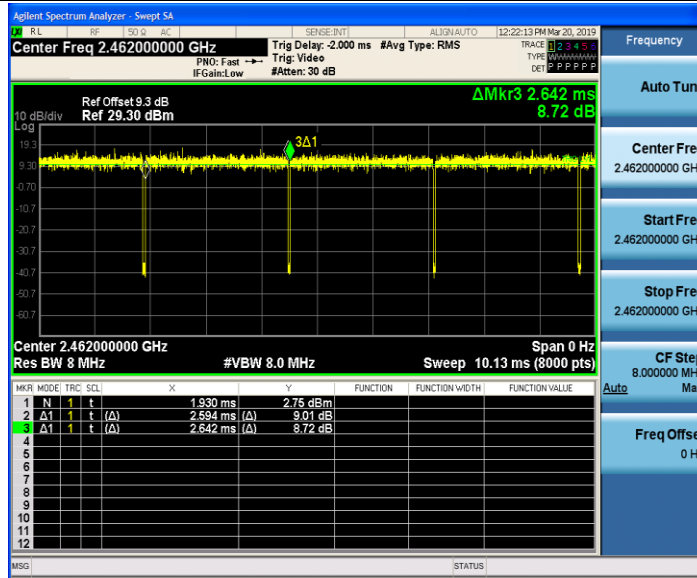 Agilent Spectrum Analyzer - Swept SA
RL RF 50 Ω AC SENSE:INT ALIGN AUTO 12:22:13 PM Mar 20, 2019
Center Freq 2.462000000 GHz
PNO: Fast
IFGain:Low
Trig Delay: -2.000 ms #Avg Type: RMS
Trig: Video
#Atten: 30 dB
TRACE 1 2 3 4 5 6
TYPE
DET P P P P P P
Frequency
Auto Tun
Center Fre
2.462000000 GH
Start Fre
2.462000000 GH
Stop Fre
2.462000000 GH
CF Step
8.000000 MH
Auto Ma
Freq Offse
0 H
ΔMkr3 2.642 ms
8.72 dB
Ref Offset 9.3 dB
10 dB/div Ref 29.30 dBm
Log
19.3
9.30
-0.70
-10.7
-20.7
-30.7
-40.7
-50.7
-60.7
3Δ1
Center 2.462000000 GHz Span 0 Hz
Res BW 8 MHz #VBW 8.0 MHz Sweep 10.13 ms (8000 pts)
MKR MODE TRC SCL X Y FUNCTION FUNCTION WIDTH FUNCTION VALUE
1 N 1 t 1.930 ms 2.75 dBm
2 Δ1 1 t (Δ) 2.594 ms (Δ) 9.01 dB
3 Δ1 1 t (Δ) 2.642 ms (Δ) 8.72 dB
4
5
6
7
8
9
10
11
12
MSG STATUS